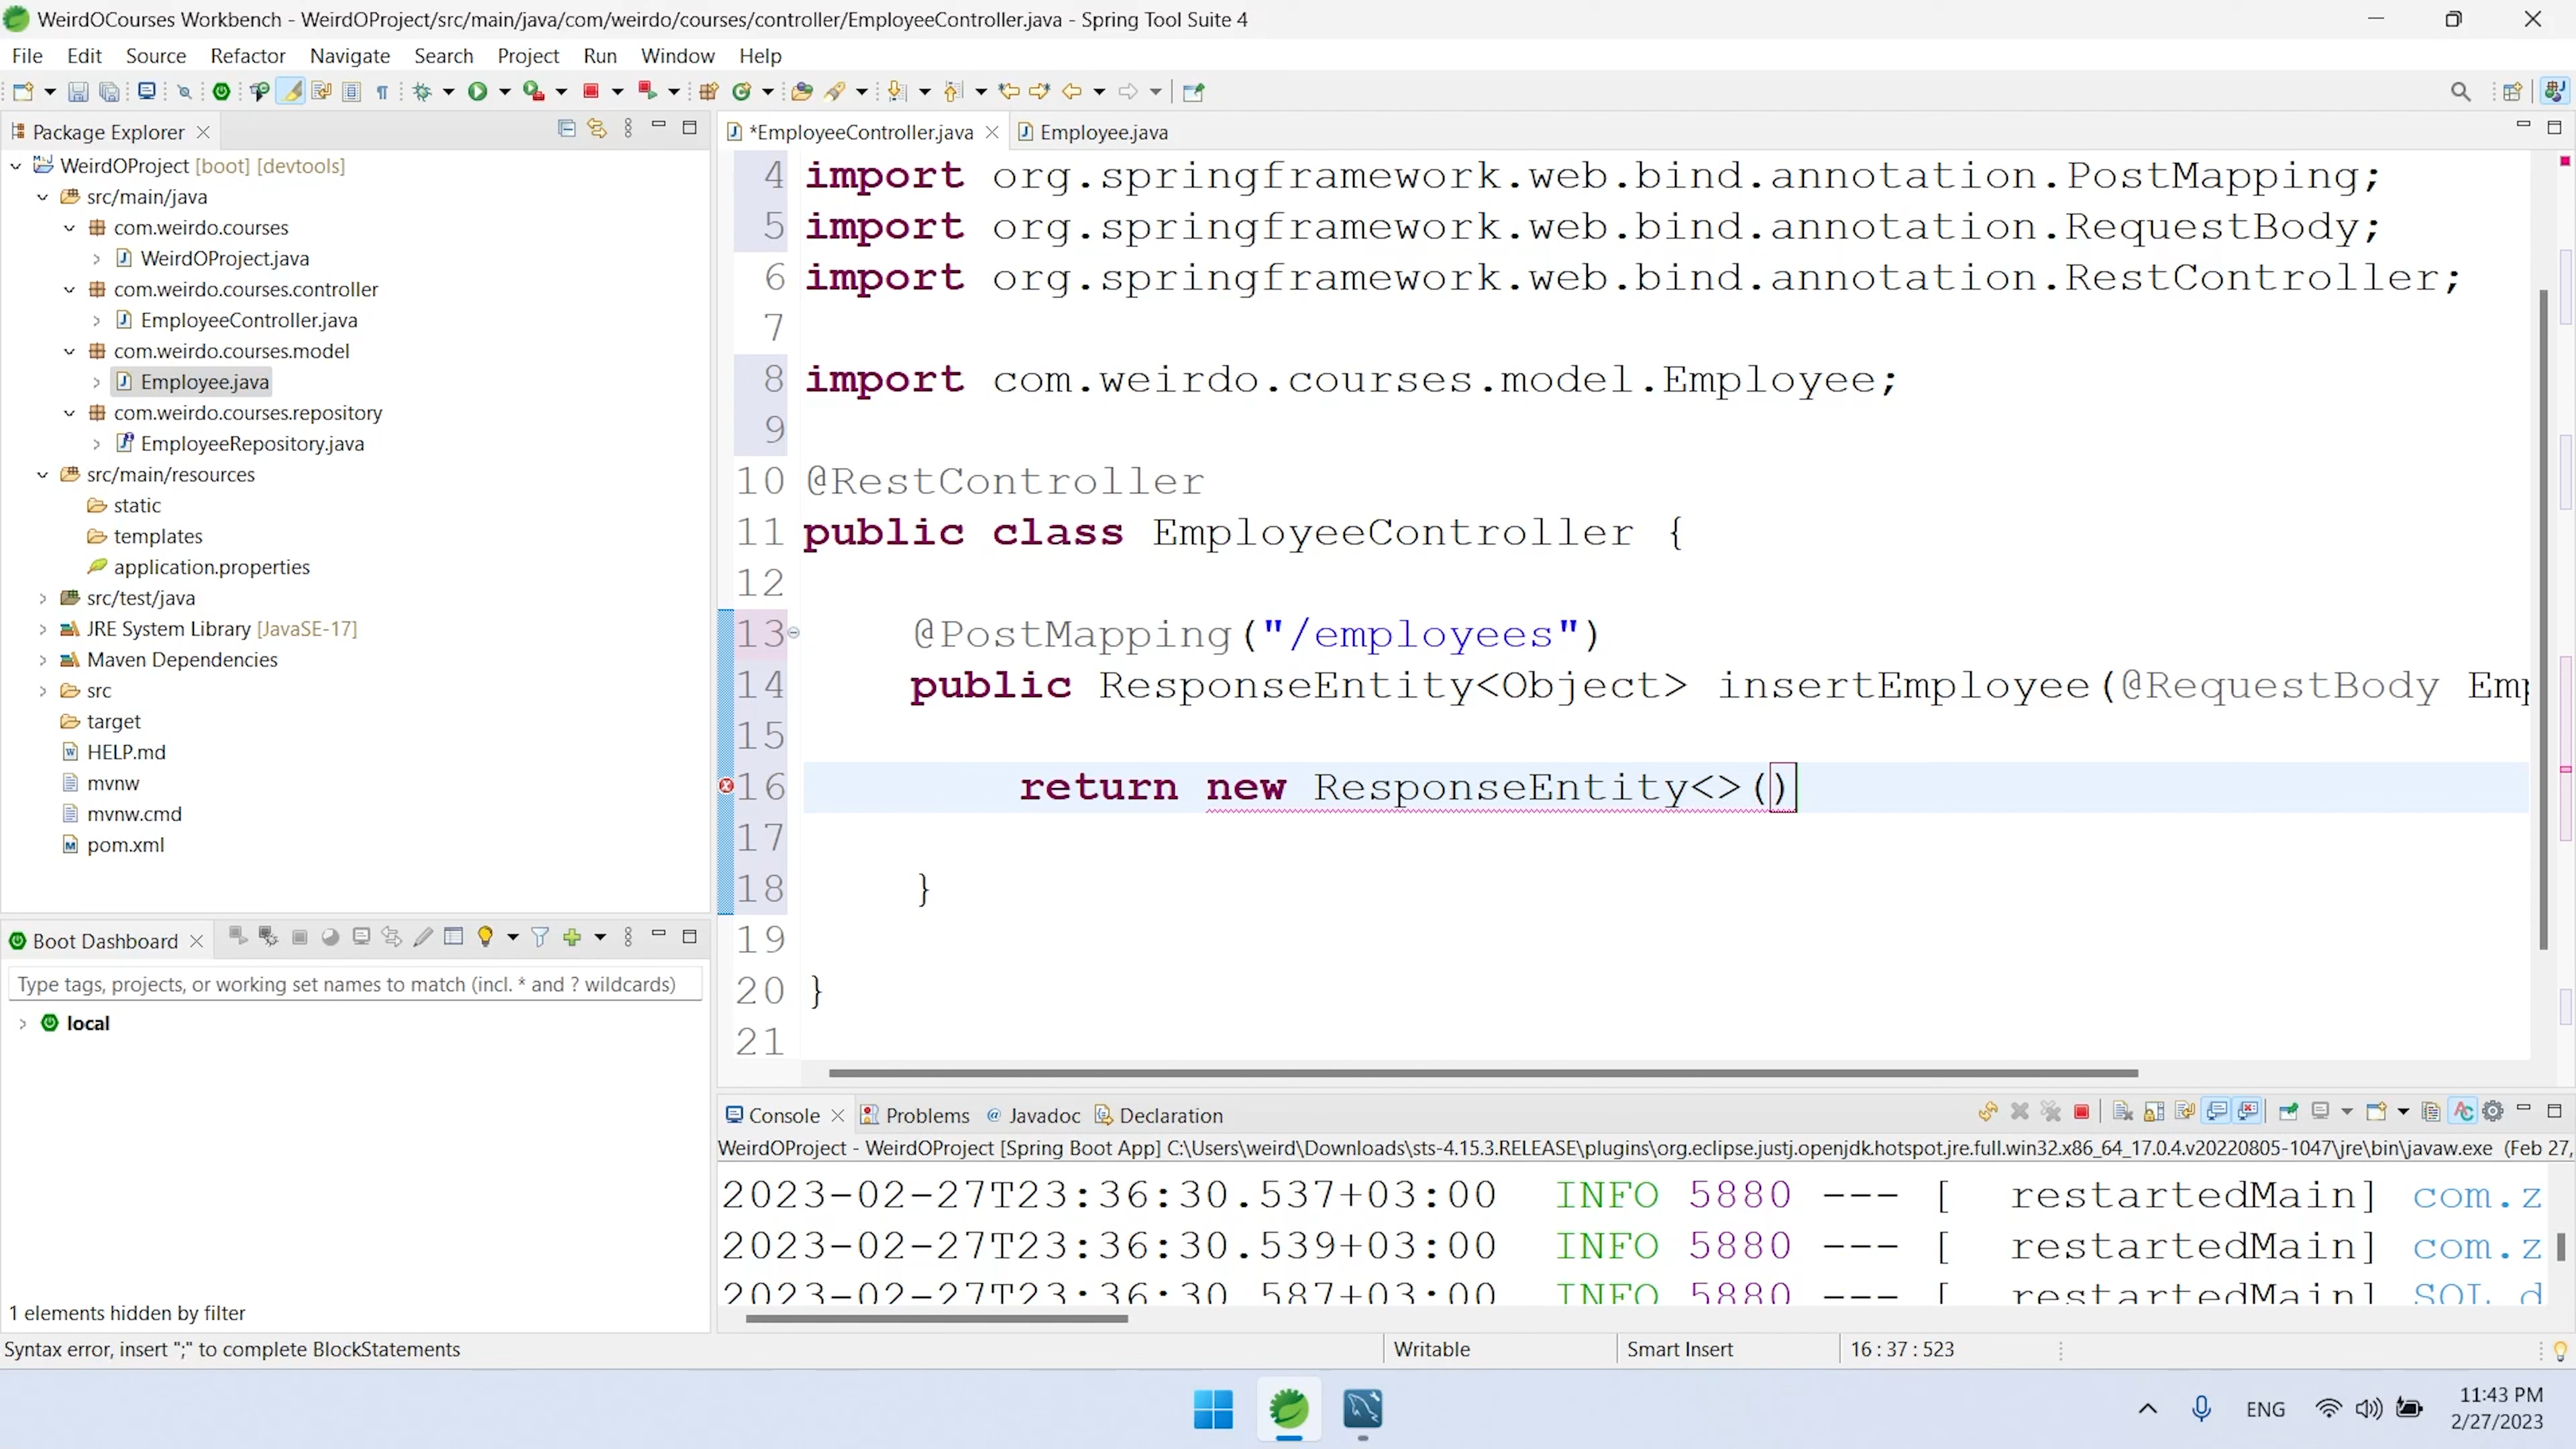 WeirdOCourses Workbench - WeirdOProject/src/main/java/com/weirdo/courses/controller/EmployeeController.java - Spring Tool Suite 4
File Edit Source Refactor Navigate Search Project Run Window Help
Package Explorer
WeirdOProject [boot] [devtools]
src/main/java
com.weirdo.courses
WeirdOProject.java
com.weirdo.courses.controller
EmployeeController.java
com.weirdo.courses.model
Employee.java
com.weirdo.courses.repository
EmployeeRepository.java
src/main/resources
static
templates
application.properties
src/test/java
JRE System Library [JavaSE-17]
Maven Dependencies
src
target
HELP.md
mvnw
mvnw.cmd
pom.xml
Boot Dashboard
Type tags, projects, or working set names to match (incl. * and ? wildcards)
local
1 elements hidden by filter
*EmployeeController.java Employee.java
4 import org.springframework.web.bind.annotation.PostMapping;
5 import org.springframework.web.bind.annotation.RequestBody;
6 import org.springframework.web.bind.annotation.RestController;
7
8 import com.weirdo.courses.model.Employee;
9
10 @RestController
11 public class EmployeeController {
12
13 @PostMapping("/employees")
14 public ResponseEntity<Object> insertEmployee(@RequestBody
15
16 return new ResponseEntity<>()
17
18 }
19
20 }
21
Console Problems @ Javadoc Declaration
WeirdOProject - WeirdOProject [Spring Boot App] C:\Users\weird\Downloads\sts-4.15.3.RELEASE\plugins\org.eclipse.justj.openjdk.hotspot.jre.full.win32.x86_64_17.0.4.v20220805-1047\jre\bin\javaw.exe (Feb 27,
2023-02-27T23:36:30.537+03:00 INFO 5880 --- [ restartedMain] com.z
2023-02-27T23:36:30.539+03:00 INFO 5880 --- [ restartedMain] com.z
2023-02-27T23:36:30.587+03:00 INFO 5880 --- [ restartedMain] SQL d
Syntax error, insert ";" to complete BlockStatements
Writable Smart Insert 16 : 37 : 523
ENG
11:43 PM
2/27/2023